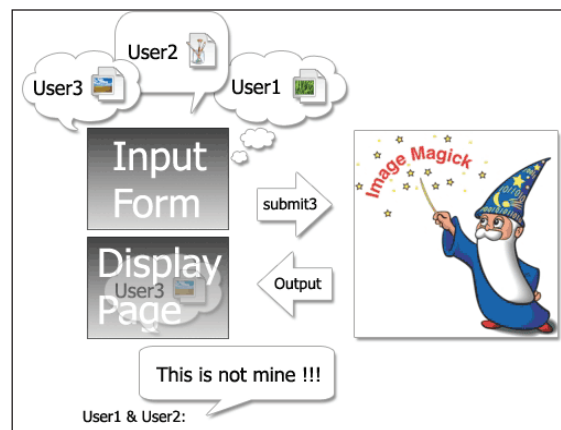 User2
User3
User1
Input
Form
Image Magick
submit3
Display
Page
User3
Output
This is not mine !!!
User1 & User2: